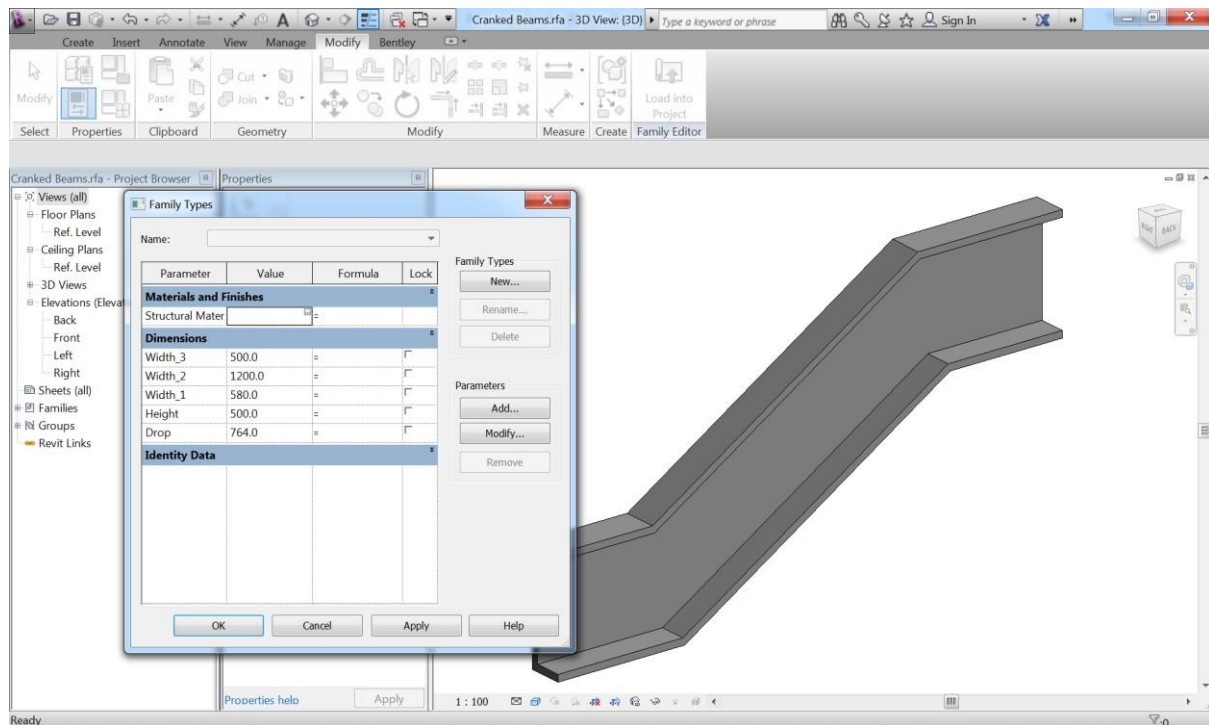 Cranked Beams.rfa - 3D View: {3D}
Type a keyword or phrase
Sign In
Create Insert Annotate View Manage Modify Bentley
Modify
Paste
Cut
Join
Load into
Project
Select Properties Clipboard Geometry Modify Measure Create Family Editor
Cranked Beams.rfa - Project Browser
Properties
Views (all)
Floor Plans
Ref. Level
Ceiling Plans
Ref. Level
3D Views
Elevations (Eleva
Back
Front
Left
Right
Sheets (all)
Families
Groups
Revit Links
Family Types
Name:
Parameter Value Formula Lock
Materials and Finishes
Structural Mater =
Dimensions
Width_3 500.0 =
Width_2 1200.0 =
Width_1 580.0 =
Height 500.0 =
Drop 764.0 =
Identity Data
Family Types
New...
Rename...
Delete
Parameters
Add...
Modify...
Remove
OK Cancel Apply Help
BACK
Properties help
Apply
1 : 100
Ready
:0